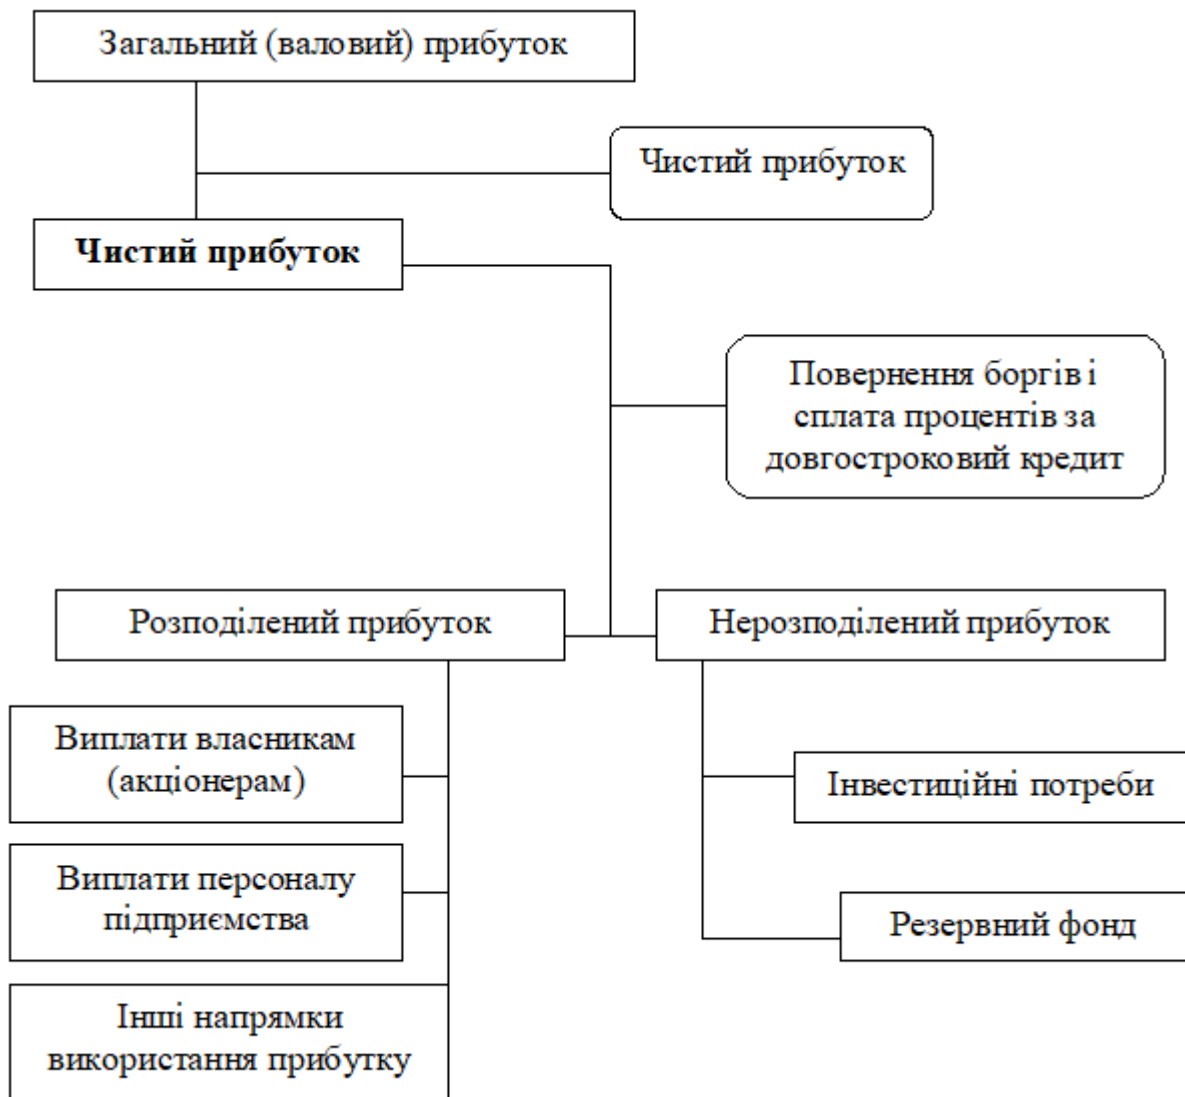 Загальний (валовий) прибуток
Чистий прибуток
Чистий прибуток
Повернення боргів і
сплата процентів за
довгостроковий кредит
Розподілений прибуток
Нерозподілений прибуток
Виплати власникам
(акціонерам)
Інвестиційні потреби
Виплати персоналу
підприємства
Резервний фонд
Інші напрямки
використання прибутку